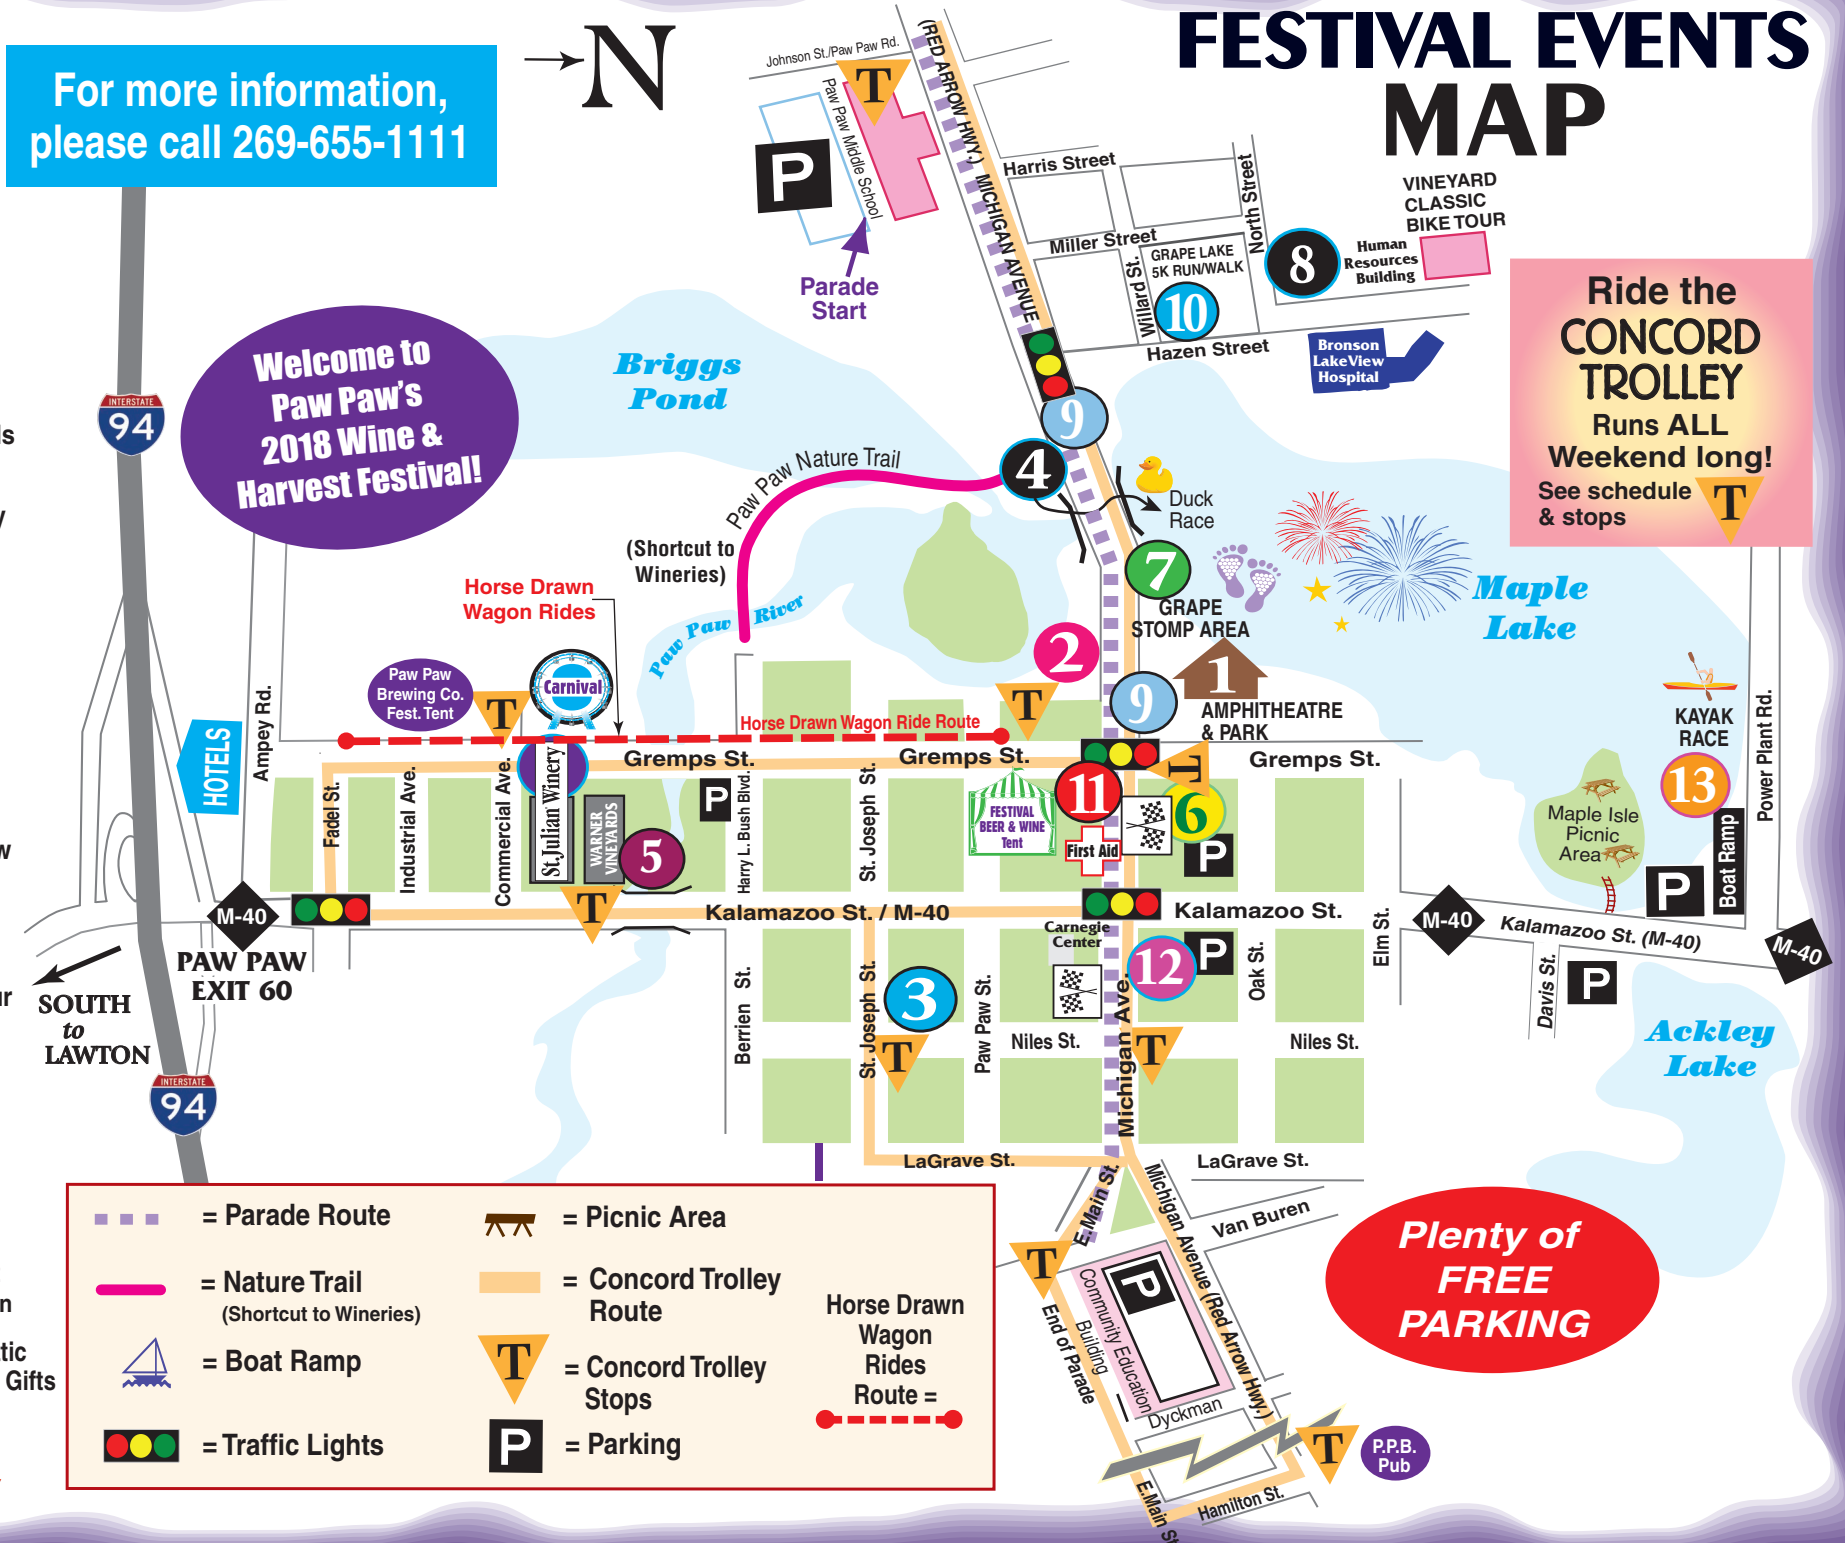 FESTIVAL EVENTS
MAP
For more information,
please call 269-655-1111
N
Johnson St./Paw Paw Rd.
T
Paw Paw Middle School
P
Parade
Start
(RED ARROW HWY.) MICHIGAN AVENUE
Harris Street
Miller Street
North Street
Willard St.
GRAPE LAKE
5K RUN/WALK
10
8
Hazen Street
VINEYARD
CLASSIC
BIKE TOUR
Human
Resources
Building
Bronson
LakeView
Hospital
Ride the
CONCORD
TROLLEY
Runs ALL
Weekend long!
See schedule
& stops
T
INTERSTATE
94
Welcome to
Paw Paw's
2018 Wine &
Harvest Festival!
Briggs
Pond
9
4
Paw Paw Nature Trail
(Shortcut to
Wineries)
Duck
Race
7
GRAPE
STOMP AREA
Maple
Lake
Horse Drawn
Wagon Rides
Paw Paw River
2
1
9
AMPHITHEATRE
& PARK
Paw Paw
Brewing Co.
Fest. Tent
T
Carnival
T
Horse Drawn Wagon Ride Route
Gremps St.
Gremps St.
Gremps St.
T
HOTELS
Ampey Rd.
Fadel St.
Industrial Ave.
Commercial Ave.
St. Julian Winery
WARNER
VINEYARDS
5
P
Harry L. Bush Blvd.
St. Joseph St.
FESTIVAL
BEER & WINE
Tent
11
First Aid
6
P
KAYAK
RACE
13
Power Plant Rd.
Maple Isle
Picnic
Area
P
Boat Ramp
M-40
PAW PAW
EXIT 60
SOUTH
to
LAWTON
T
Kalamazoo St. / M-40
Kalamazoo St.
M-40
Kalamazoo St. (M-40)
M-40
Elm St.
Davis St.
P
Carnegie
Center
12
P
Oak St.
Berrien St.
St. Joseph St.
3
T
Paw Paw St.
Niles St.
Michigan Ave.
T
Niles St.
Ackley
Lake
INTERSTATE
94
LaGrave St.
LaGrave St.
E. Main St.
Michigan Avenue (Red Arrow Hwy.)
Van Buren
T
P
Community Education
Building
End of Parade
Dyckman
T
P.P.B.
Pub
Hamilton St.
E. Main St
Plenty of
FREE
PARKING
= Parade Route
= Nature Trail
(Shortcut to Wineries)
= Boat Ramp
= Traffic Lights
= Picnic Area
= Concord Trolley
Route
T
= Concord Trolley
Stops
P
= Parking
Horse Drawn
Wagon
Rides
Route =
ls
y
w
ur
n
tic
Gifts